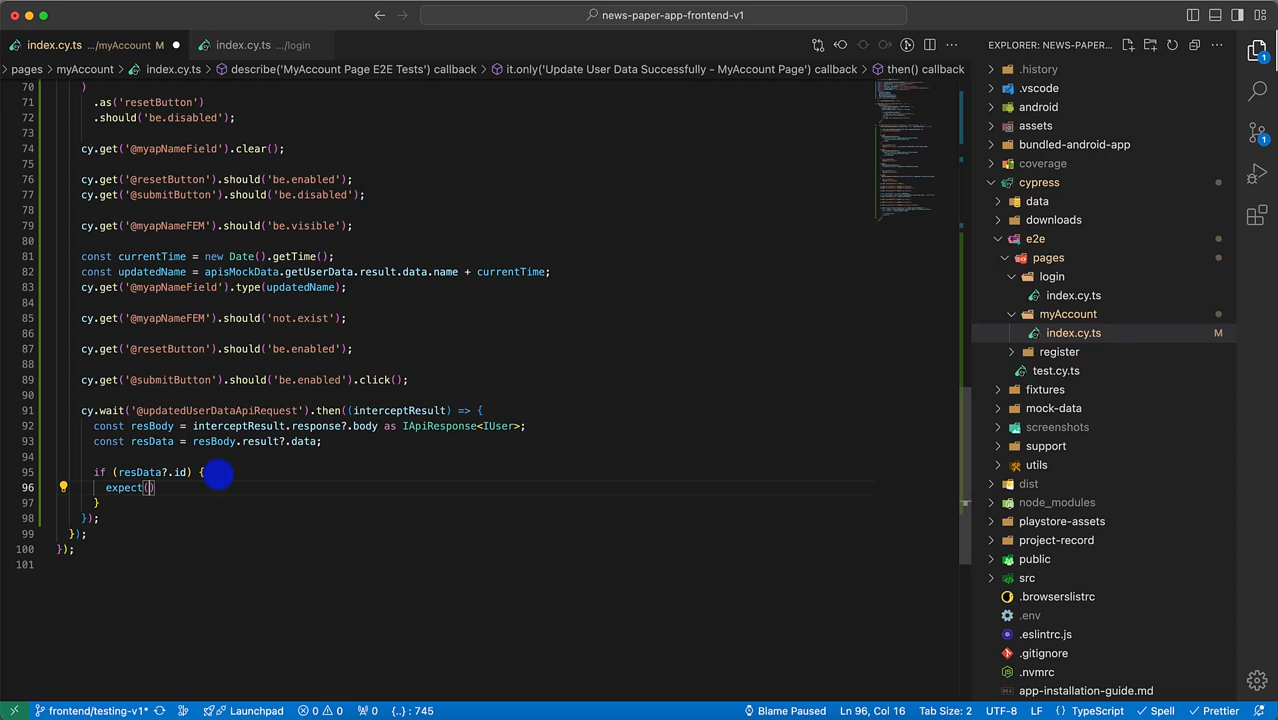 news-paper-app-frontend-v1
index.cy.ts .../myAccount M
index.cy.ts .../login
EXPLORER: NEWS-PAPER...
pages > myAccount > index.cy.ts > describe('MyAccount Page E2E Tests') callback > it.only('Update User Data Successfully - MyAccount Page') callback > then() callback
70 )
71 .as('resetButton')
72 .should('be.disabled');
73
74 cy.get('@myapNameField').clear();
75
76 cy.get('@resetButton').should('be.enabled');
77 cy.get('@submitButton').should('be.disabled');
78
79 cy.get('@myapNameFEM').should('be.visible');
80
81 const currentTime = new Date().getTime();
82 const updatedName = apisMockData.getUserData.result.data.name + currentTime;
83 cy.get('@myapNameField').type(updatedName);
84
85 cy.get('@myapNameFEM').should('not.exist');
86
87 cy.get('@resetButton').should('be.enabled');
88
89 cy.get('@submitButton').should('be.enabled').click();
90
91 cy.wait('@updatedUserDataApiRequest').then((interceptResult) => {
92 const resBody = interceptResult.response?.body as IApiResponse<IUser>;
93 const resData = resBody.result?.data;
94
95 if (resData?.id) {
96 expect()
97 }
98 });
99 });
100 });
101
.history
.vscode
android
assets
bundled-android-app
coverage
cypress
data
downloads
e2e
pages
login
index.cy.ts
myAccount
index.cy.ts M
register
test.cy.ts
fixtures
mock-data
screenshots
support
utils
dist
node_modules
playstore-assets
project-record
public
src
.browserslistrc
.env
.eslintrc.js
.gitignore
.nvmrc
app-installation-guide.md
1
1
frontend/testing-v1* Launchpad 0 0 0 {..} : 745
Blame Paused Ln 96, Col 16 Tab Size: 2 UTF-8 LF {} TypeScript Spell Prettier